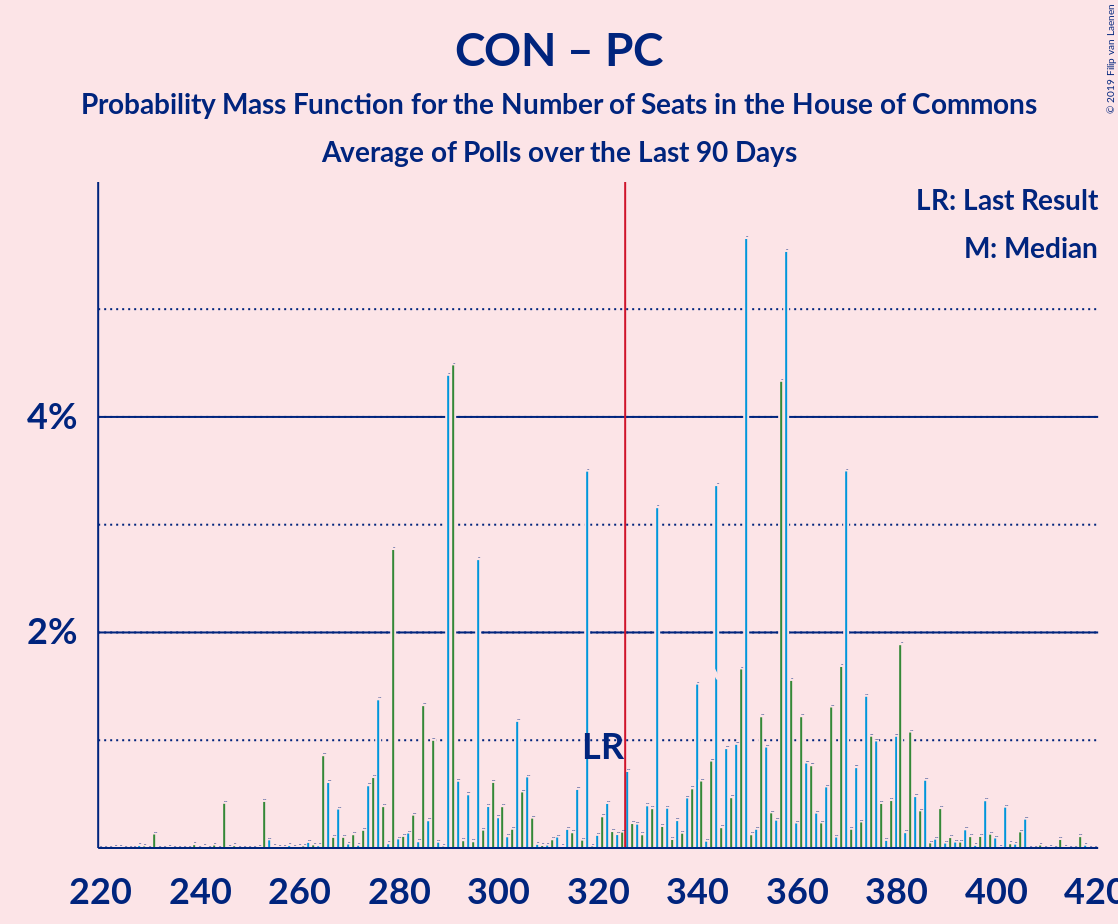 CON – PC
Probability Mass Function for the Number of Seats in the House of Commons
Average of Polls over the Last 90 Days
© 2019 Filip van Laenen
LR: Last Result
M: Median
4%
2%
LR
220 240 260 280 300 320 340 360 380 400 420